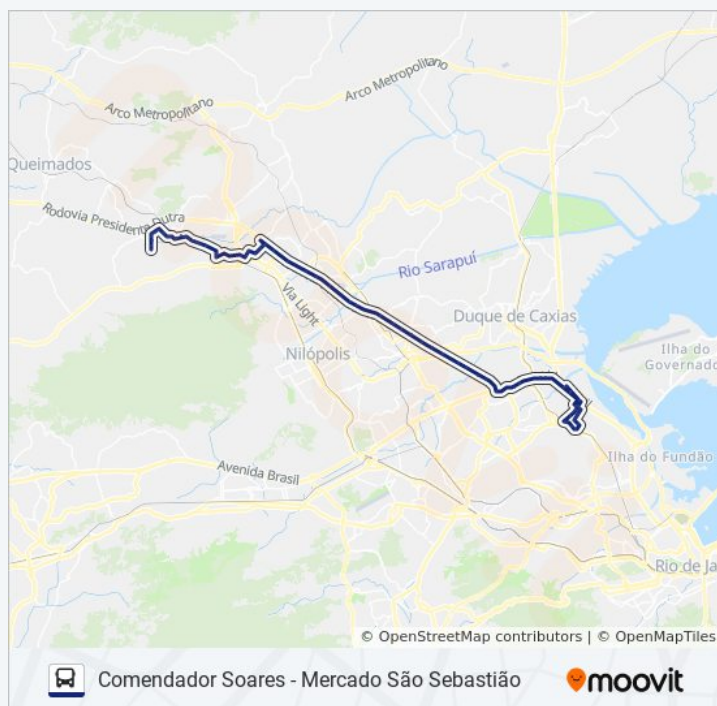 Arco Metropolitano
Arco Metropolitano
Queimados
Rodovia Presidente Dutra
Rio Sarapuí
Via Light
Duque de Caxias
Nilópolis
Ilha do
Governado
Avenida Brasil
Ilha do Fundão
Rio de Ja
© OpenStreetMap contributors | © OpenMapTiles
Comendador Soares - Mercado São Sebastião
moovit